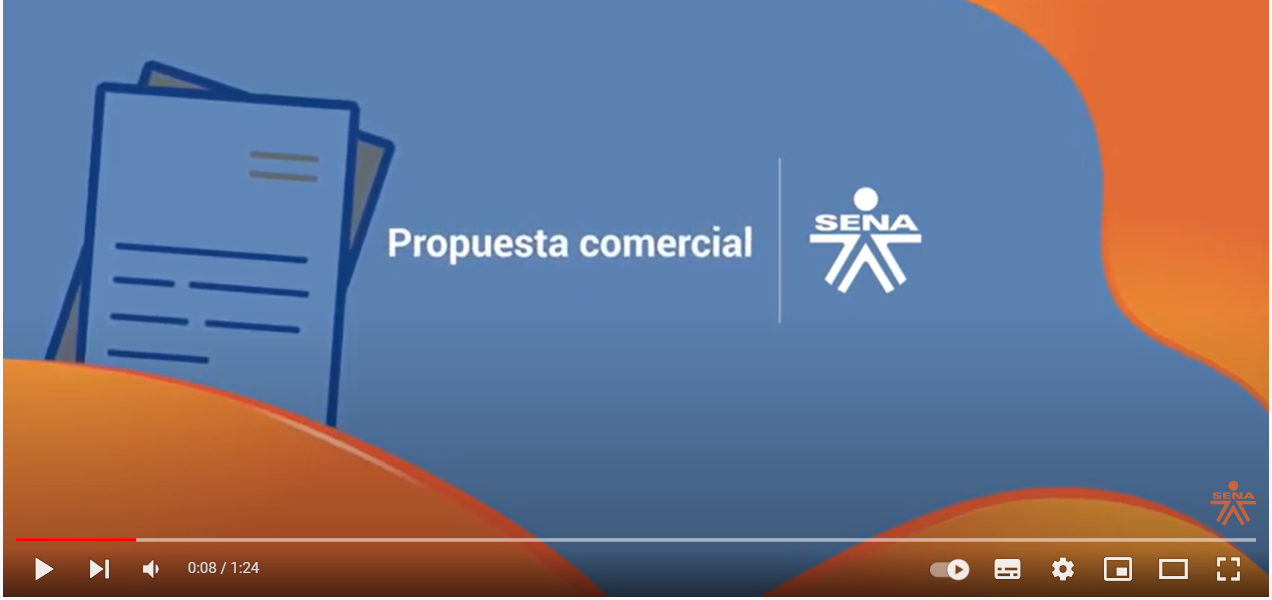 Propuesta comercial
SENA
SENA
0:08 / 1:24